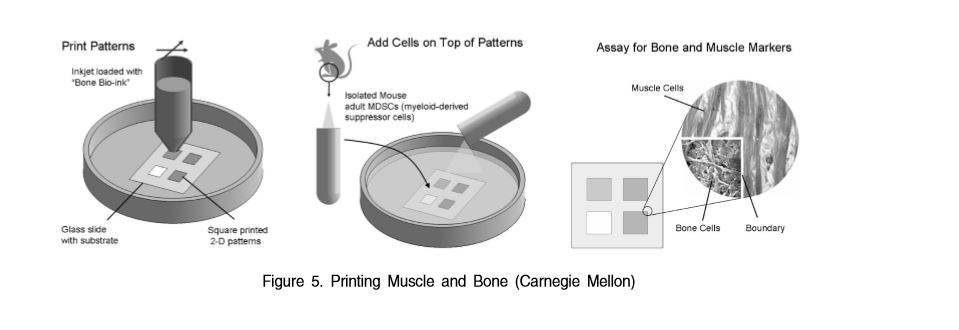 Print Patterns
Inkjet loaded with
"Bone Bio-ink"
Glass slide
with substrate
Square printed
2-D patterns
Add Cells on Top of Patterns
Isolated Mouse
adult MDSCs (myeloid-derived
suppressor cells)
Assay for Bone and Muscle Markers
Muscle Cells
Bone Cells
Boundary
Figure 5. Printing Muscle and Bone (Carnegie Mellon)